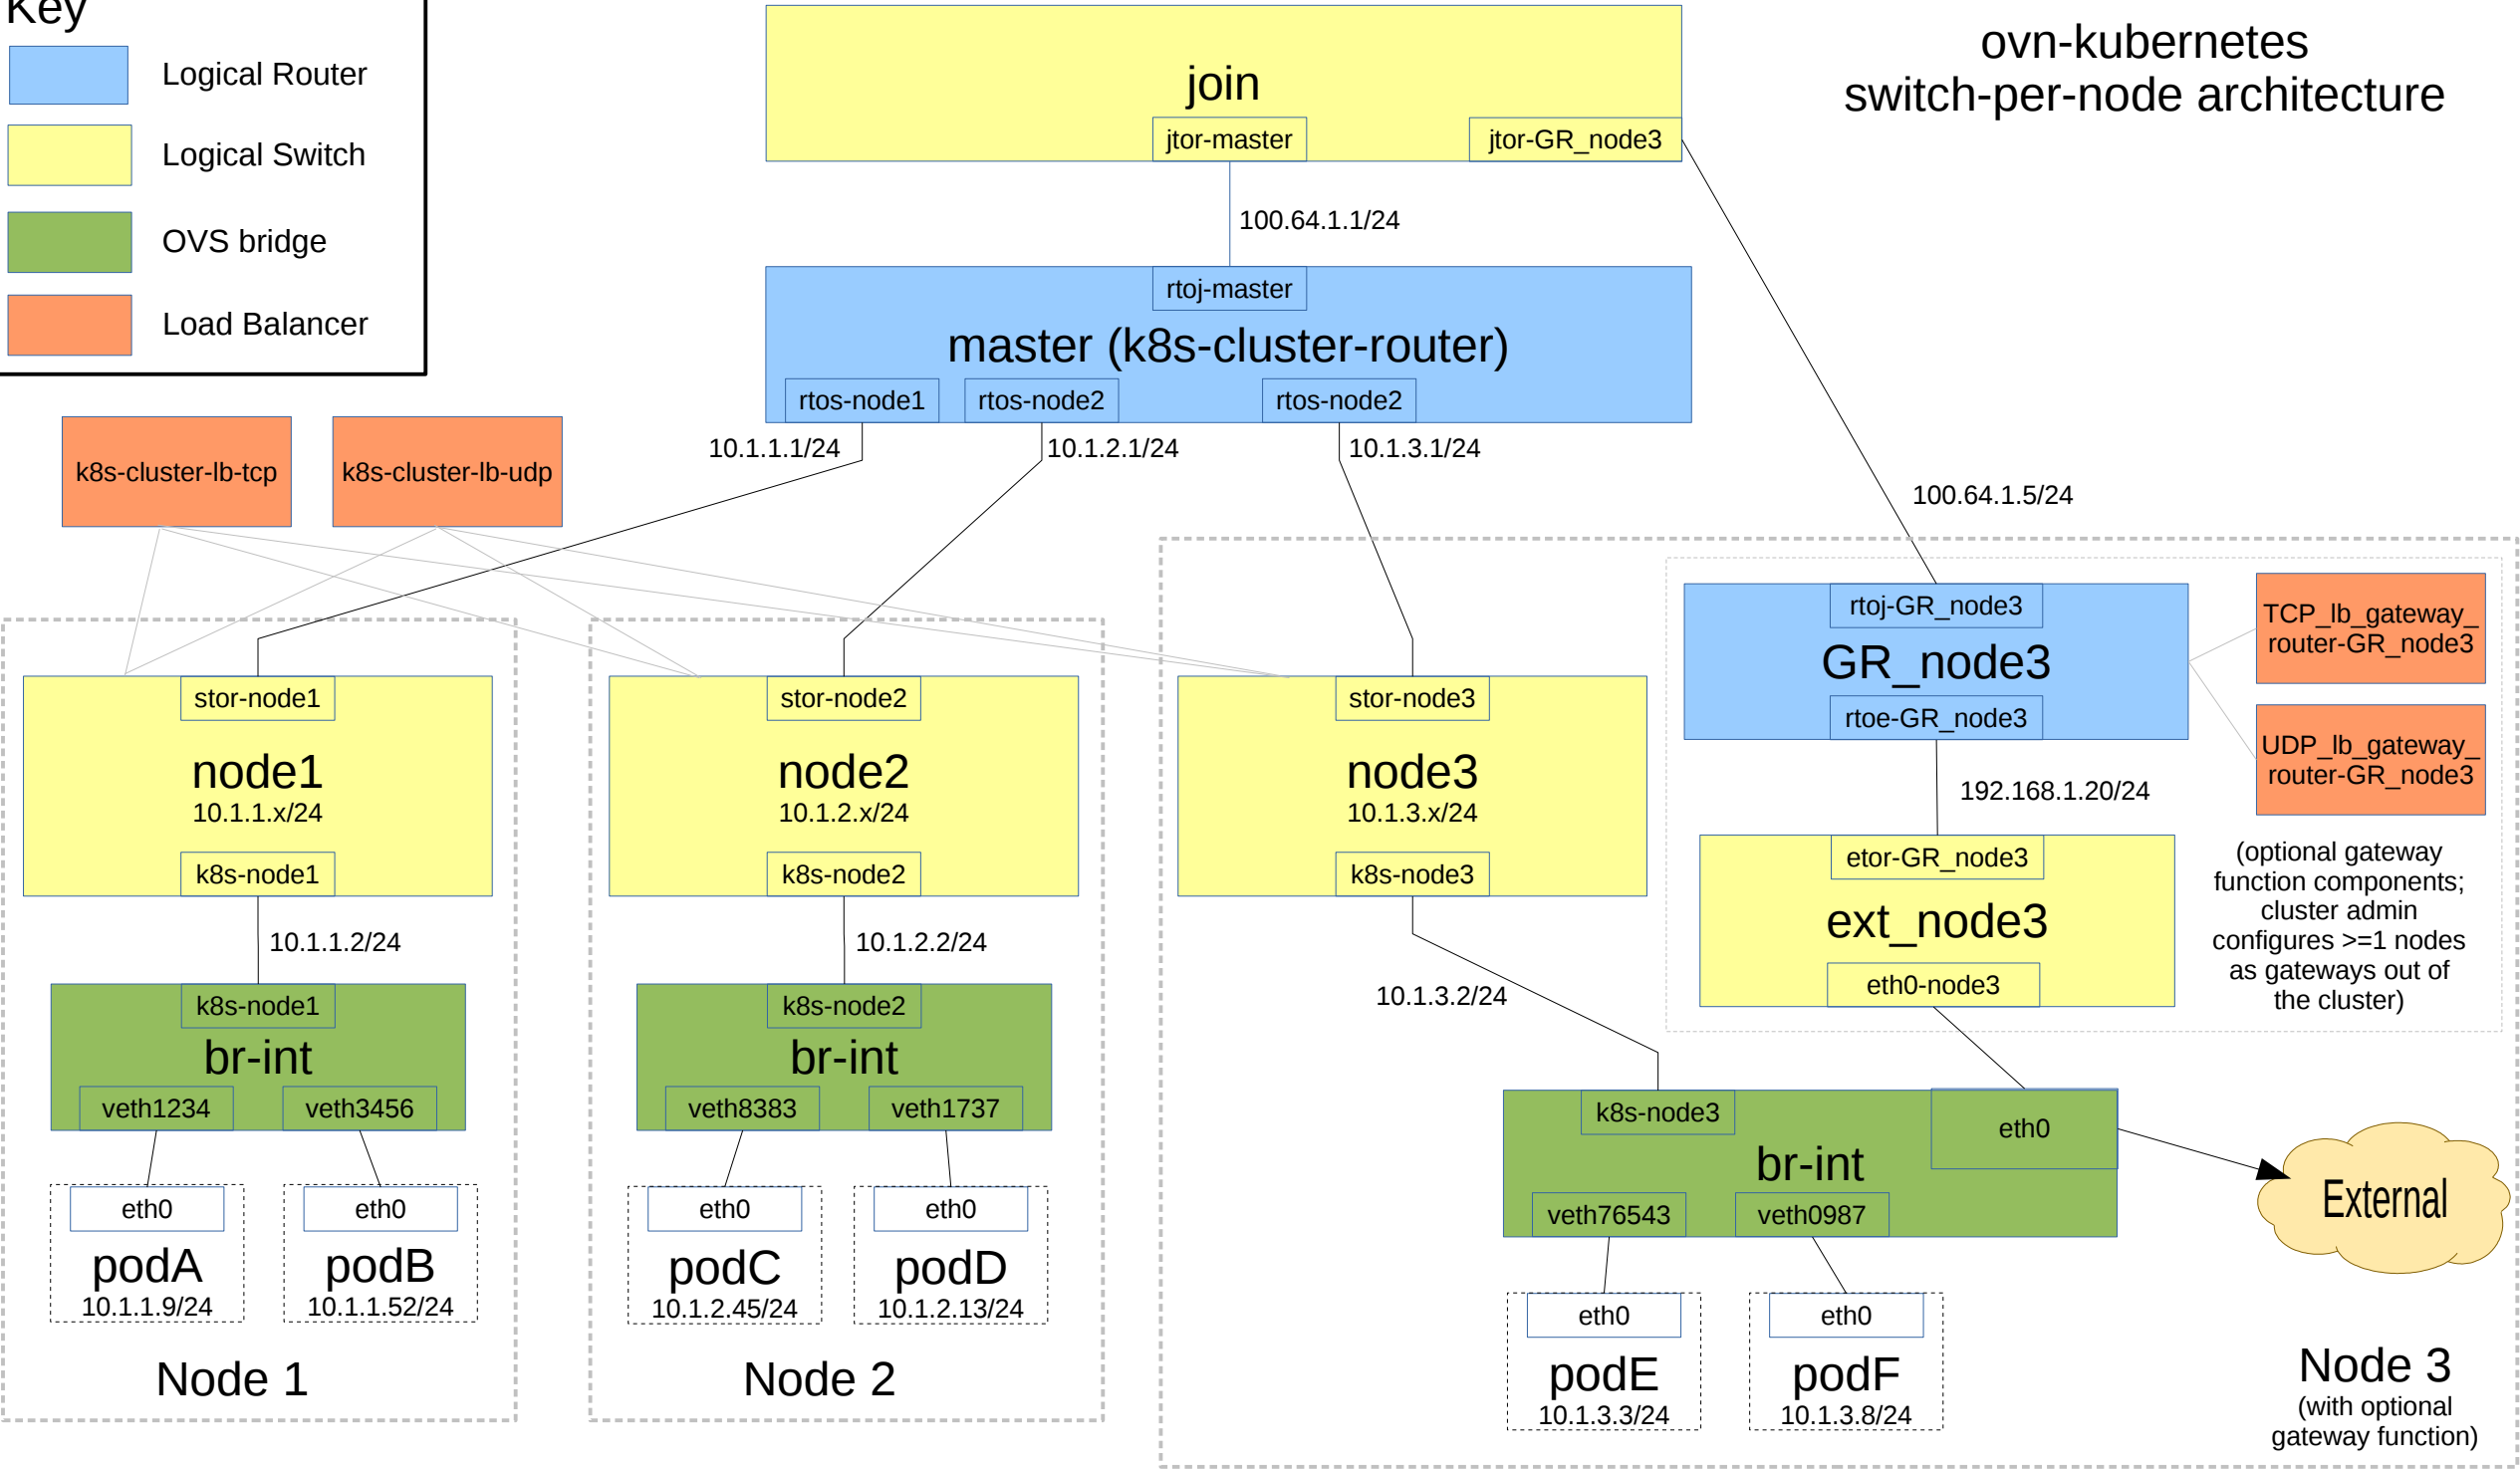 Key
Logical Router
Logical Switch
OVS bridge
Load Balancer
ovn-kubernetes
switch-per-node architecture
join
jtor-master
jtor-GR_node3
100.64.1.1/24
rtoj-master
master (k8s-cluster-router)
rtos-node1
rtos-node2
rtos-node2
10.1.1.1/24
10.1.2.1/24
10.1.3.1/24
100.64.1.5/24
k8s-cluster-lb-tcp
k8s-cluster-lb-udp
stor-node1
node1
10.1.1.x/24
k8s-node1
10.1.1.2/24
k8s-node1
br-int
veth1234
veth3456
eth0
podA
10.1.1.9/24
eth0
podB
10.1.1.52/24
Node 1
stor-node2
node2
10.1.2.x/24
k8s-node2
10.1.2.2/24
k8s-node2
br-int
veth8383
veth1737
eth0
podC
10.1.2.45/24
eth0
podD
10.1.2.13/24
Node 2
stor-node3
node3
10.1.3.x/24
k8s-node3
10.1.3.2/24
rtoj-GR_node3
GR_node3
rtoe-GR_node3
192.168.1.20/24
TCP_lb_gateway_
router-GR_node3
UDP_lb_gateway_
router-GR_node3
etor-GR_node3
ext_node3
eth0-node3
(optional gateway
function components;
cluster admin
configures >=1 nodes
as gateways out of
the cluster)
k8s-node3
eth0
br-int
veth76543
veth0987
External
eth0
podE
10.1.3.3/24
eth0
podF
10.1.3.8/24
Node 3
(with optional
gateway function)